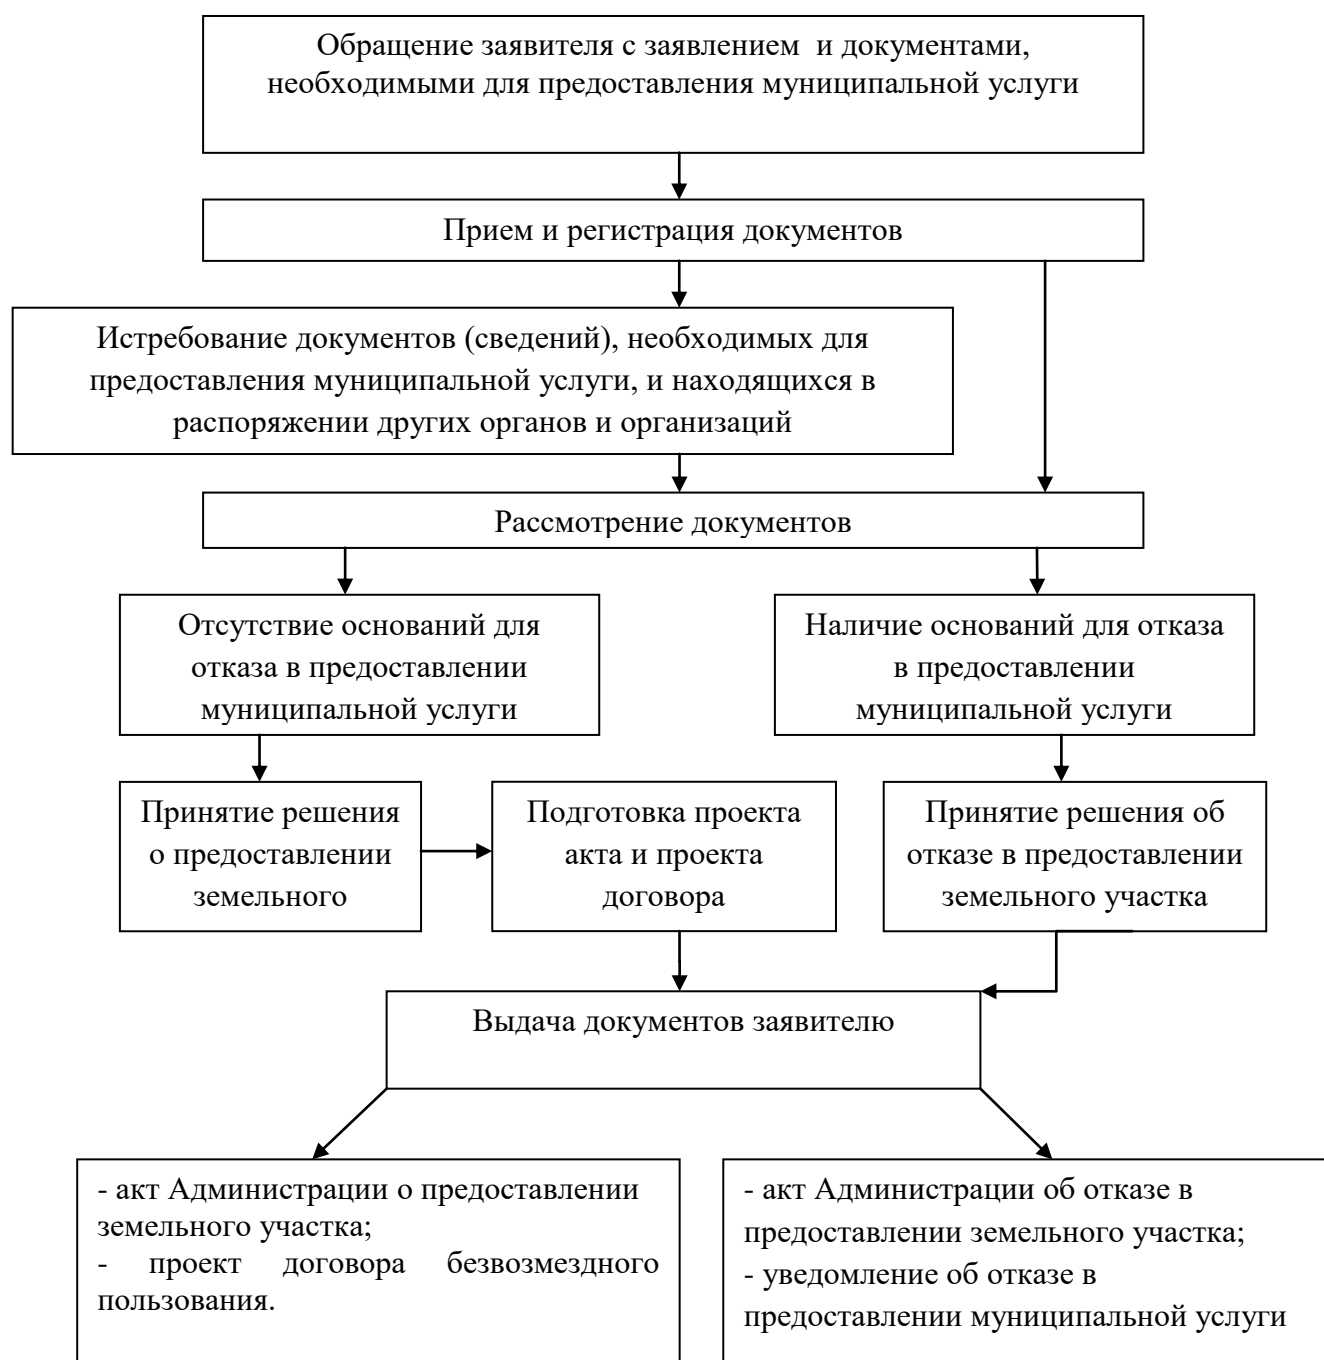 Обращение заявителя с заявлением и документами,
необходимыми для предоставления муниципальной услуги
Прием и регистрация документов
Истребование документов (сведений), необходимых для
предоставления муниципальной услуги, и находящихся в
распоряжении других органов и организаций
Рассмотрение документов
Отсутствие оснований для
отказа в предоставлении
муниципальной услуги
Наличие оснований для отказа
в предоставлении
муниципальной услуги
Принятие решения
о предоставлении
земельного
Подготовка проекта
акта и проекта
договора
Принятие решения об
отказе в предоставлении
земельного участка
Выдача документов заявителю
- акт Администрации о предоставлении
земельного участка;
- проект договора безвозмездного
пользования.
- акт Администрации об отказе в
предоставлении земельного участка;
- уведомление об отказе в
предоставлении муниципальной услуги